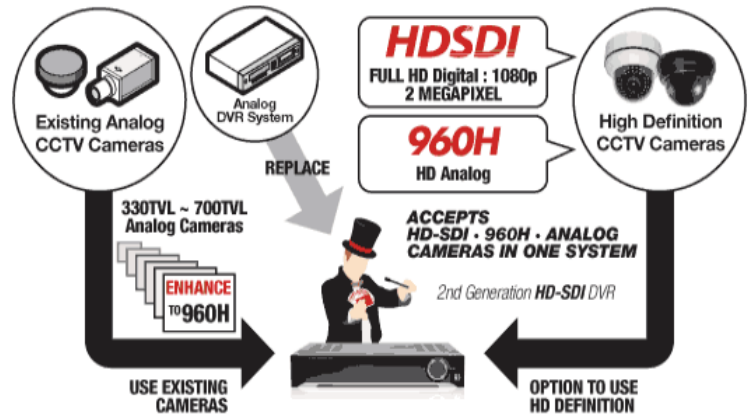 Existing Analog
CCTV Cameras
Analog
DVR System
REPLACE
HDSDI
FULL HD Digital : 1080p
2 MEGAPIXEL
960H
HD Analog
High Definition
CCTV Cameras
330TVL ~ 700TVL
Analog Cameras
ENHANCE
TO 960H
ACCEPTS
HD-SDI · 960H · ANALOG
CAMERAS IN ONE SYSTEM
2nd Generation HD-SDI DVR
USE EXISTING
CAMERAS
OPTION TO USE
HD DEFINITION